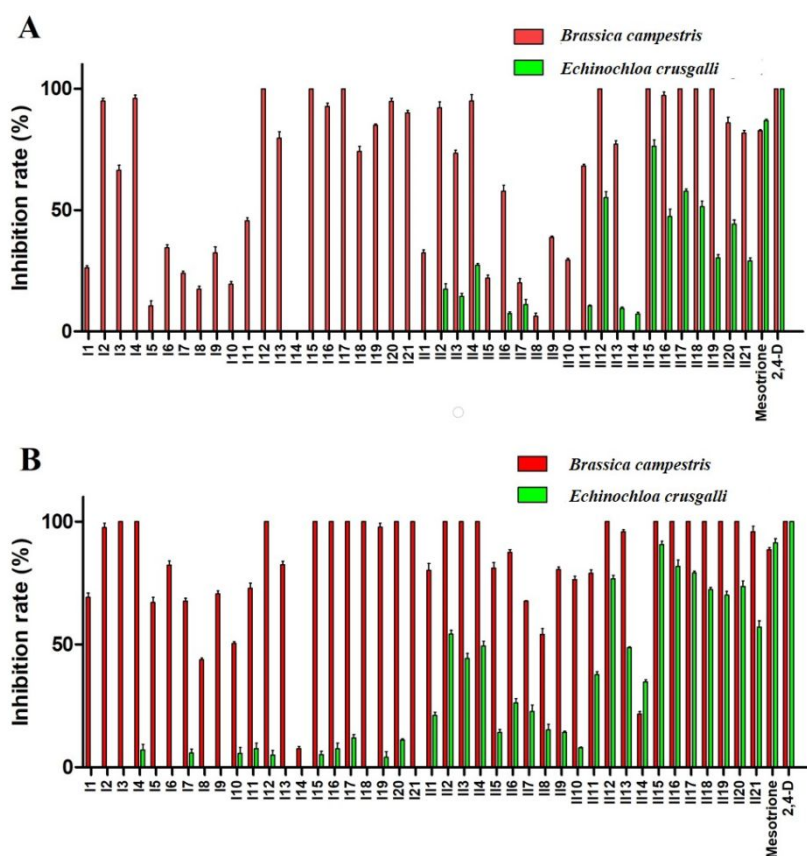 A
Brassica campestris
Echinochloa crusgalli
Inhibition rate (%)
100
50
0
I1 I2 I3 I4 I5 I6 I7 I8 I9 I10 I11 I12 I13 I14 I15 I16 I17 I18 I19 I20 I21 II1 II2 II3 II4 II5 II6 II7 II8 II9 II10 II11 II12 II13 II14 II15 II16 II17 II18 II19 II20 II21 Mesotrione 2,4-D
B
Brassica campestris
Echinochloa crusgalli
Inhibition rate (%)
100
50
0
I1 I2 I3 I4 I5 I6 I7 I8 I9 I10 I11 I12 I13 I14 I15 I16 I17 I18 I19 I20 I21 II1 II2 II3 II4 II5 II6 II7 II8 II9 II10 II11 II12 II13 II14 II15 II16 II17 II18 II19 II20 II21 Mesotrione 2,4-D